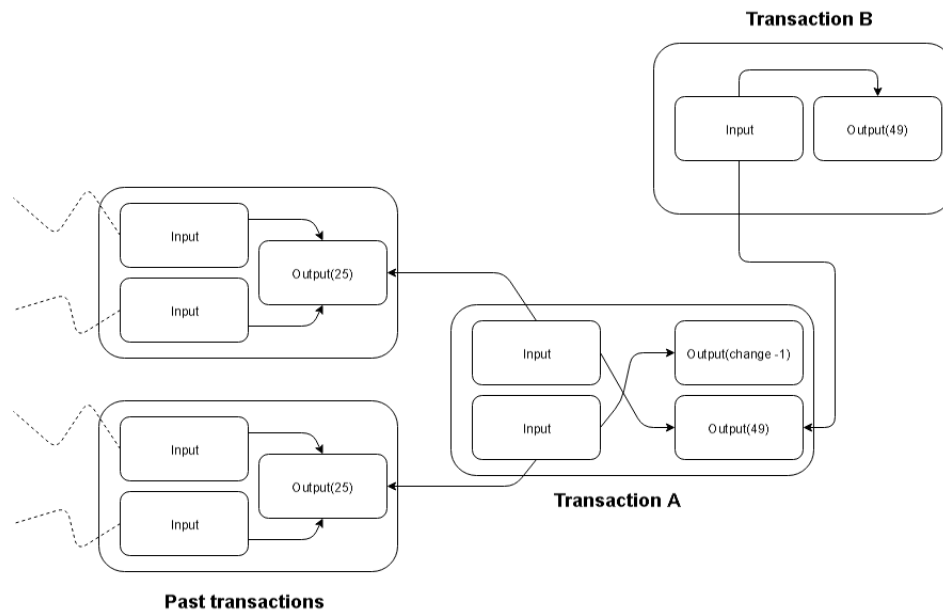 Transaction B
Input
Output(49)
Input
Output(25)
Input
Input
Output(change -1)
Input
Output(49)
Transaction A
Input
Output(25)
Input
Past transactions